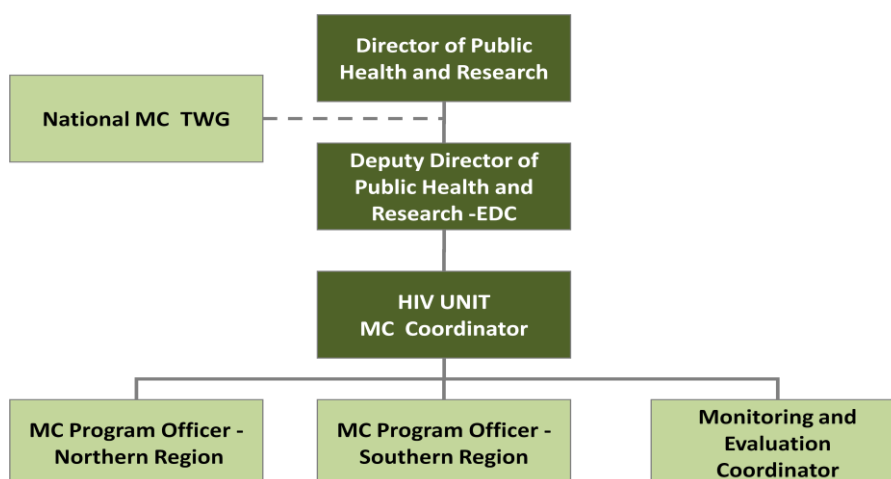 Director of Public
Health and Research
National MC TWG
Deputy Director of
Public Health and
Research -EDC
HIV UNIT
MC Coordinator
MC Program Officer -
Northern Region
MC Program Officer -
Southern Region
Monitoring and
Evaluation
Coordinator